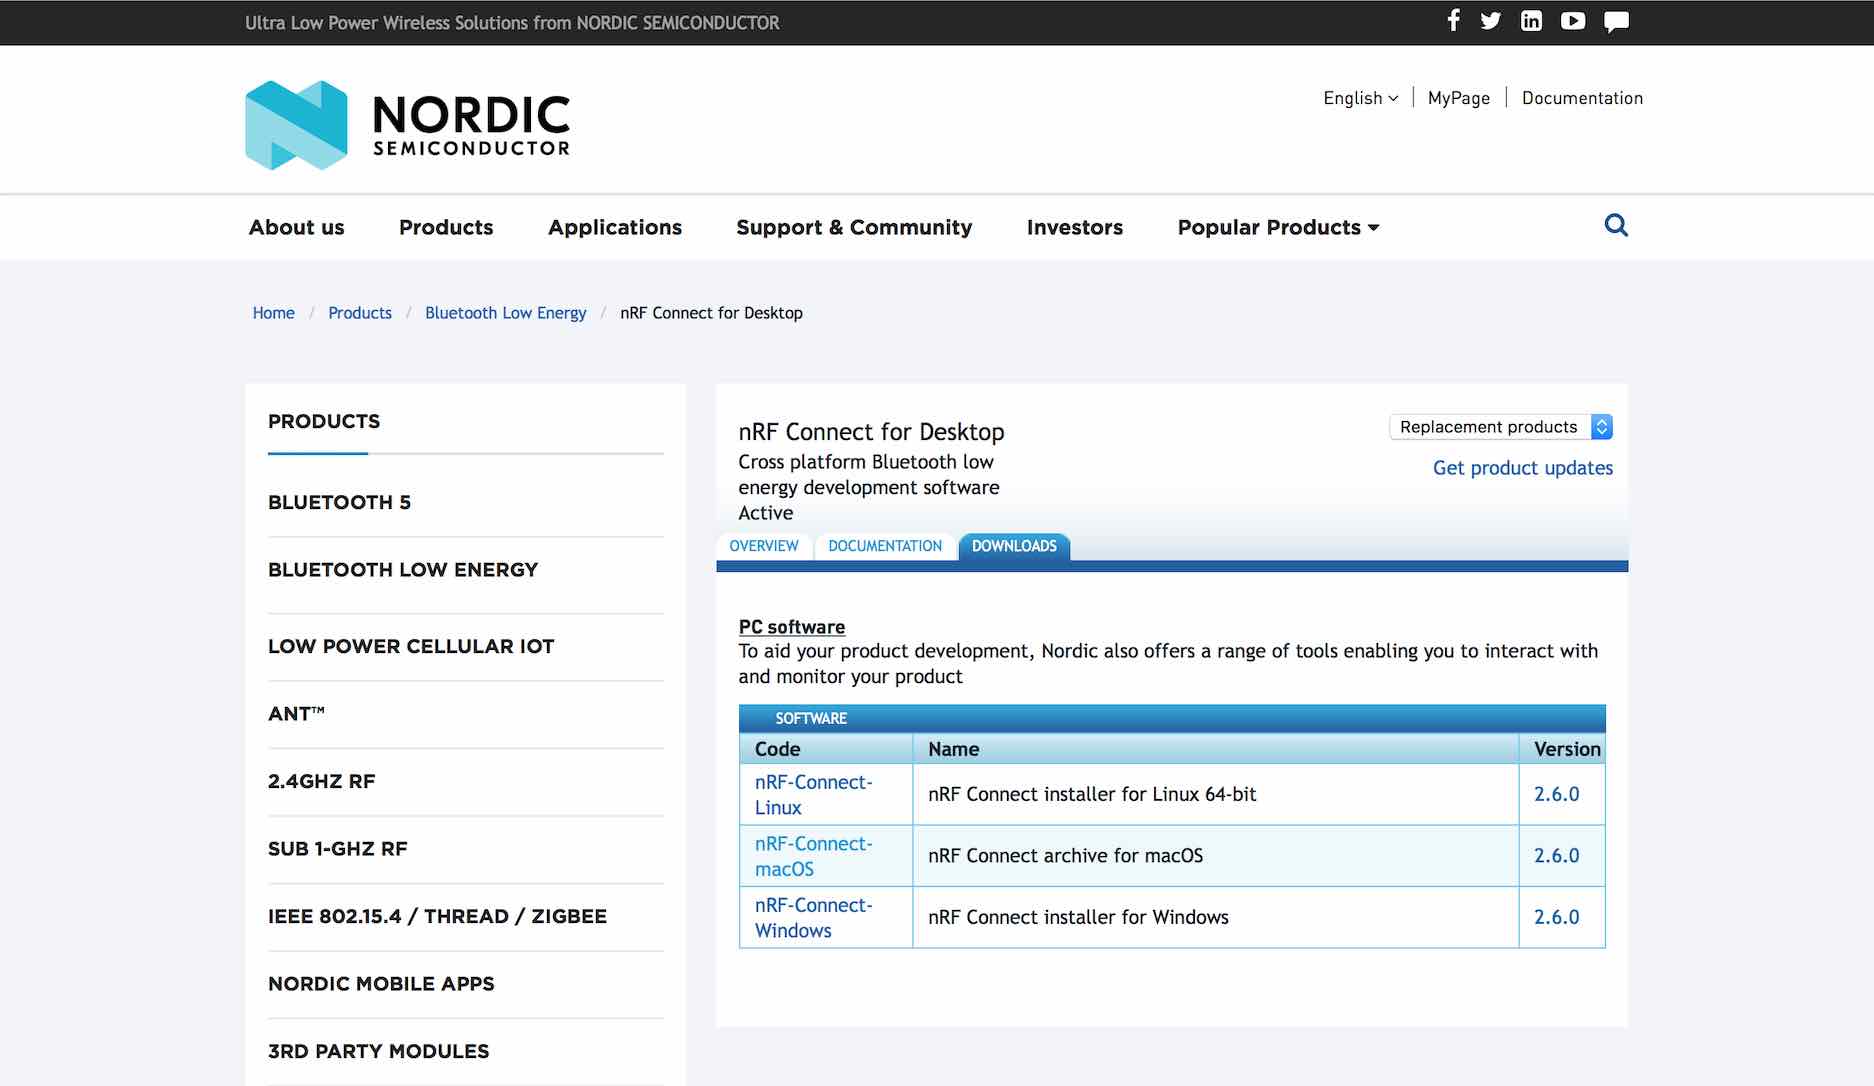 Ultra Low Power Wireless Solutions from NORDIC SEMICONDUCTOR
NORDIC
SEMICONDUCTOR
English MyPage Documentation
About us Products Applications Support & Community Investors Popular Products
Home / Products / Bluetooth Low Energy / nRF Connect for Desktop
PRODUCTS
BLUETOOTH 5
BLUETOOTH LOW ENERGY
LOW POWER CELLULAR IOT
ANT™
2.4GHZ RF
SUB 1-GHZ RF
IEEE 802.15.4 / THREAD / ZIGBEE
NORDIC MOBILE APPS
3RD PARTY MODULES
nRF Connect for Desktop
Cross platform Bluetooth low
energy development software
Active
Replacement products
Get product updates
OVERVIEW DOCUMENTATION DOWNLOADS
PC software
To aid your product development, Nordic also offers a range of tools enabling you to interact with
and monitor your product
SOFTWARE
Code Name Version
nRF-Connect-
Linux
nRF Connect installer for Linux 64-bit 2.6.0
nRF-Connect-
macOS
nRF Connect archive for macOS 2.6.0
nRF-Connect-
Windows
nRF Connect installer for Windows 2.6.0